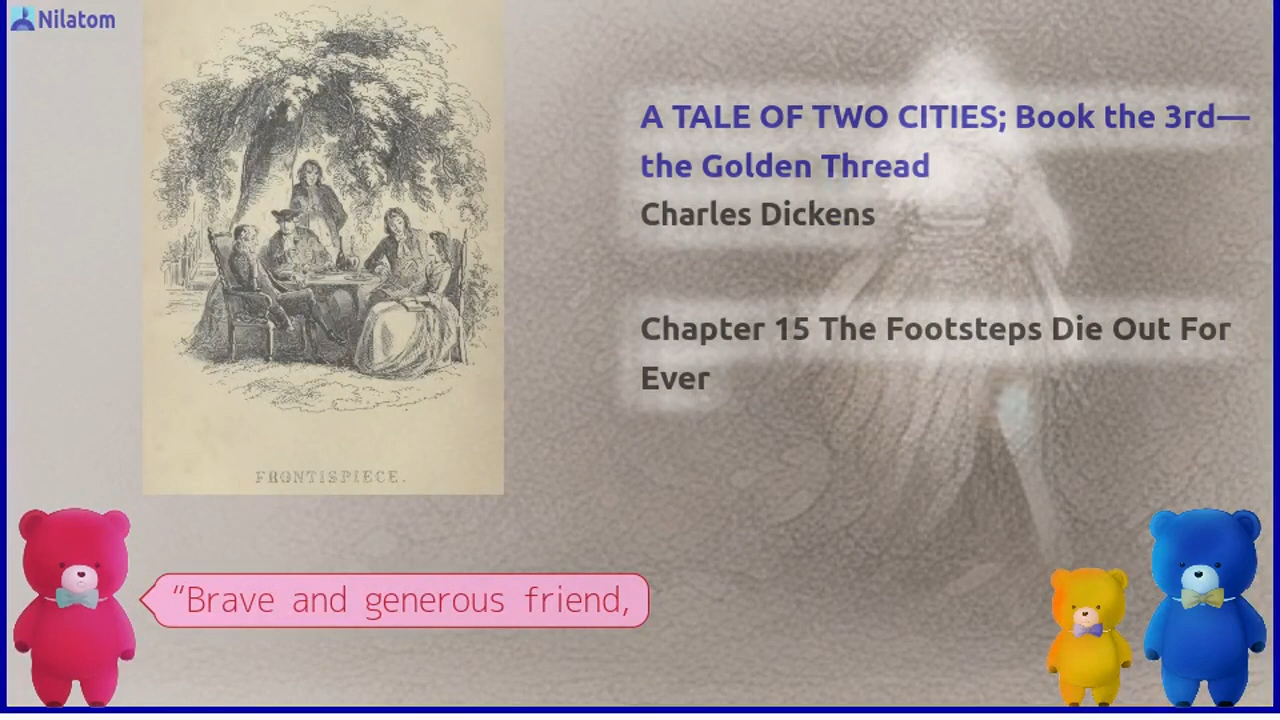 Nilatom
A TALE OF TWO CITIES; Book the 3rd—
the Golden Thread
Charles Dickens
Chapter 15 The Footsteps Die Out For
Ever
FRONTISPIECE.
“Brave and generous friend,